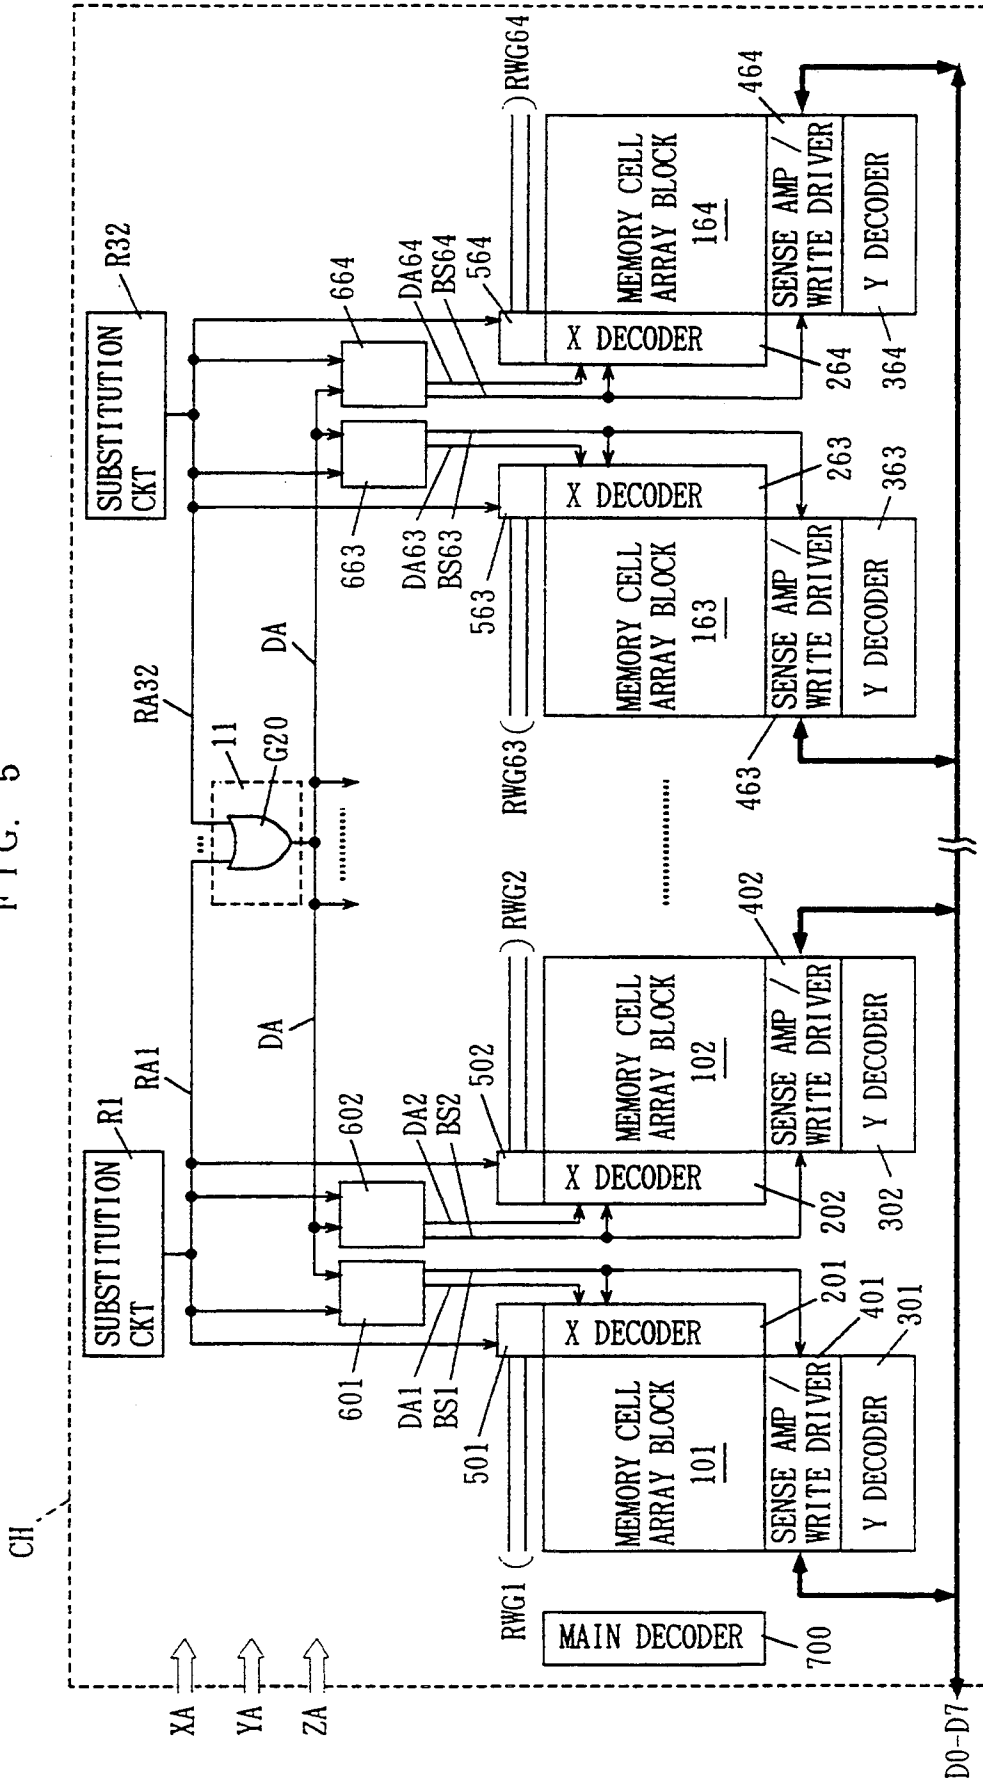 FIG. 5
CH
XA
YA
ZA
SUBSTITUTION
CKT
R1
SUBSTITUTION
CKT
R32
RA1
RA32
11
G20
DA
DA
601
602
663
664
DA1
BS1
DA2
BS2
DA63
BS63
DA64
BS64
501
502
563
564
RWG1
RWG2
RWG63
RWG64
MAIN DECODER
700
MEMORY CELL
ARRAY BLOCK
101
X DECODER
201
SENSE AMP /
WRITE DRIVER
401
Y DECODER
301
X DECODER
202
MEMORY CELL
ARRAY BLOCK
102
SENSE AMP /
WRITE DRIVER
402
Y DECODER
302
MEMORY CELL
ARRAY BLOCK
163
X DECODER
263
SENSE AMP /
WRITE DRIVER
463
Y DECODER
363
X DECODER
264
MEMORY CELL
ARRAY BLOCK
164
SENSE AMP /
WRITE DRIVER
464
Y DECODER
364
D0-D7